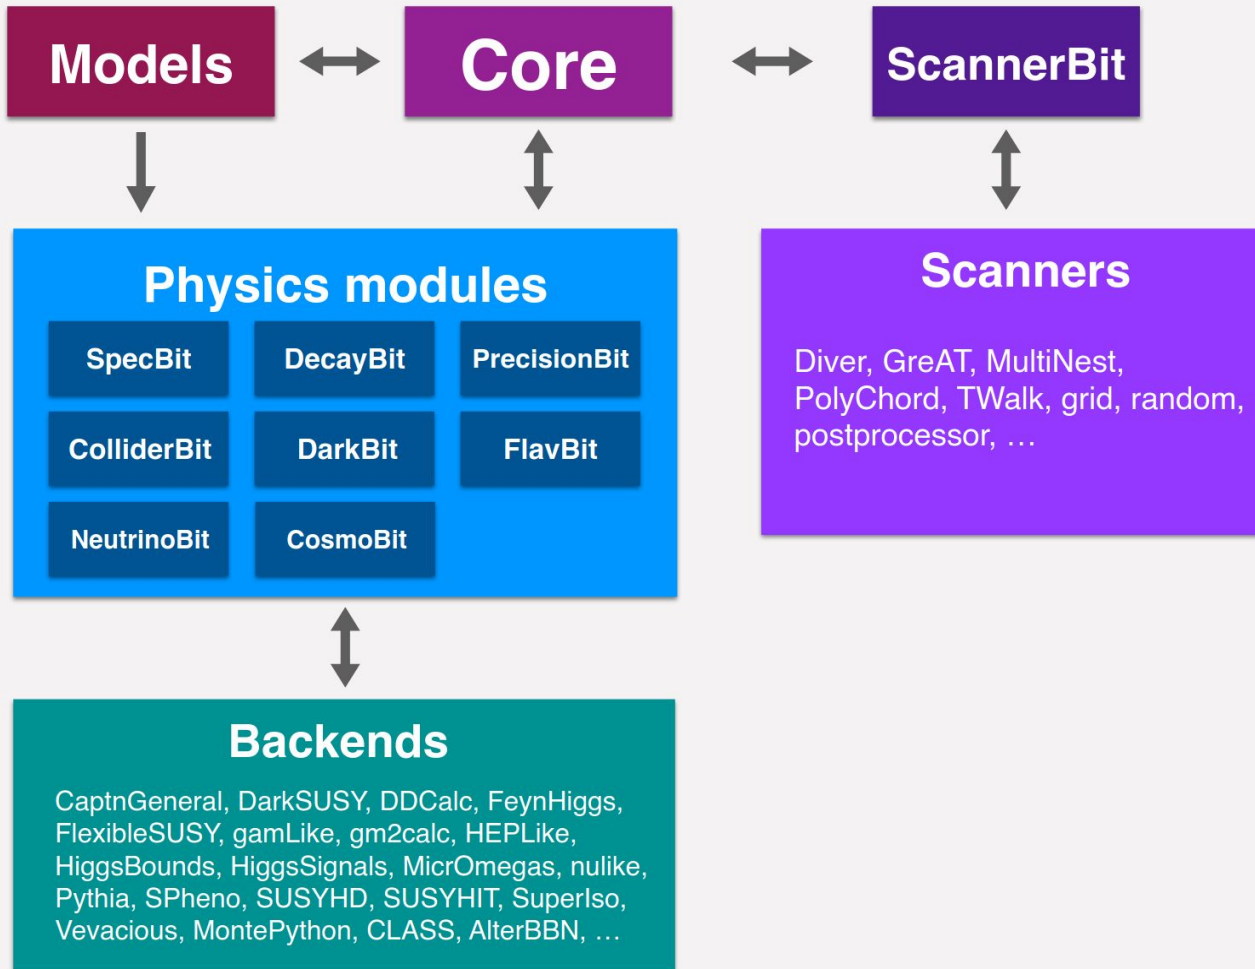 Models
Core
ScannerBit
Physics modules
SpecBit
DecayBit
PrecisionBit
ColliderBit
DarkBit
FlavBit
NeutrinoBit
CosmoBit
Scanners
Diver, GreAT, MultiNest,
PolyChord, TWalk, grid, random,
postprocessor, …
Backends
CaptnGeneral, DarkSUSY, DDCalc, FeynHiggs,
FlexibleSUSY, gamLike, gm2calc, HEPLike,
HiggsBounds, HiggsSignals, MicrOmegas, nulike,
Pythia, SPheno, SUSYHD, SUSYHIT, SuperIso,
Vevacious, MontePython, CLASS, AlterBBN, …